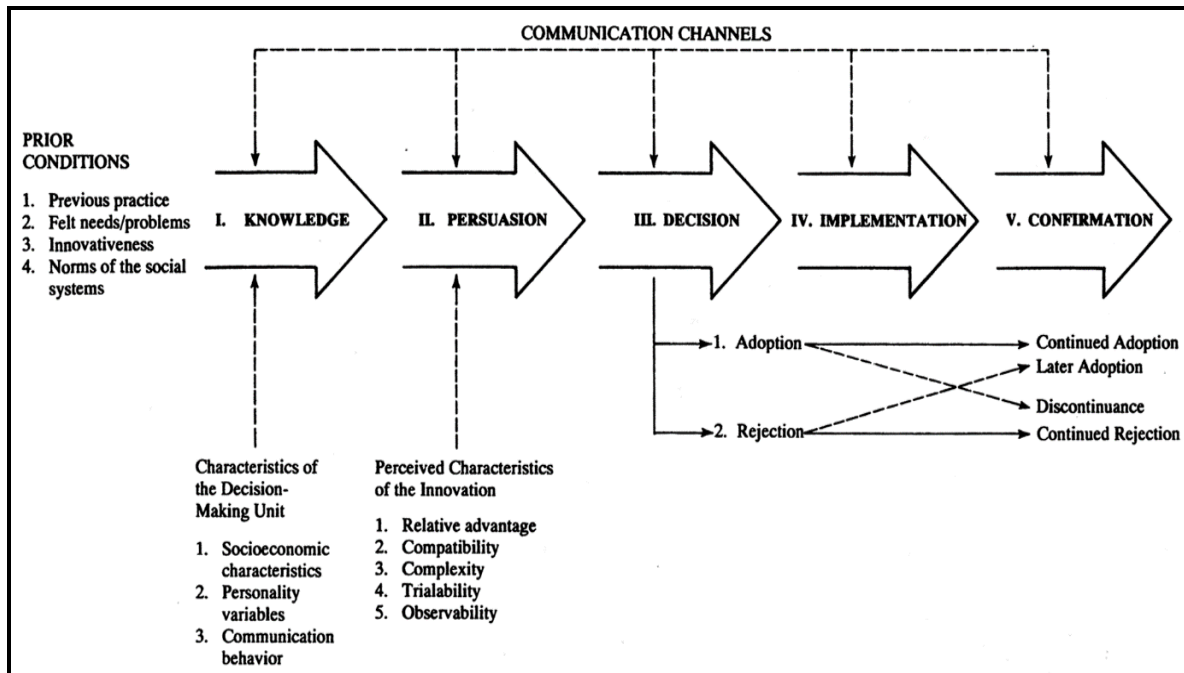 COMMUNICATION CHANNELS
PRIOR
CONDITIONS
1. Previous practice
2. Felt needs/problems
3. Innovativeness
4. Norms of the social
systems
I. KNOWLEDGE
II. PERSUASION
III. DECISION
IV. IMPLEMENTATION
V. CONFIRMATION
1. Adoption
2. Rejection
Continued Adoption
Later Adoption
Discontinuance
Continued Rejection
Characteristics of
the Decision-
Making Unit
1. Socioeconomic
characteristics
2. Personality
variables
3. Communication
behavior
Perceived Characteristics
of the Innovation
1. Relative advantage
2. Compatibility
3. Complexity
4. Trialability
5. Observability